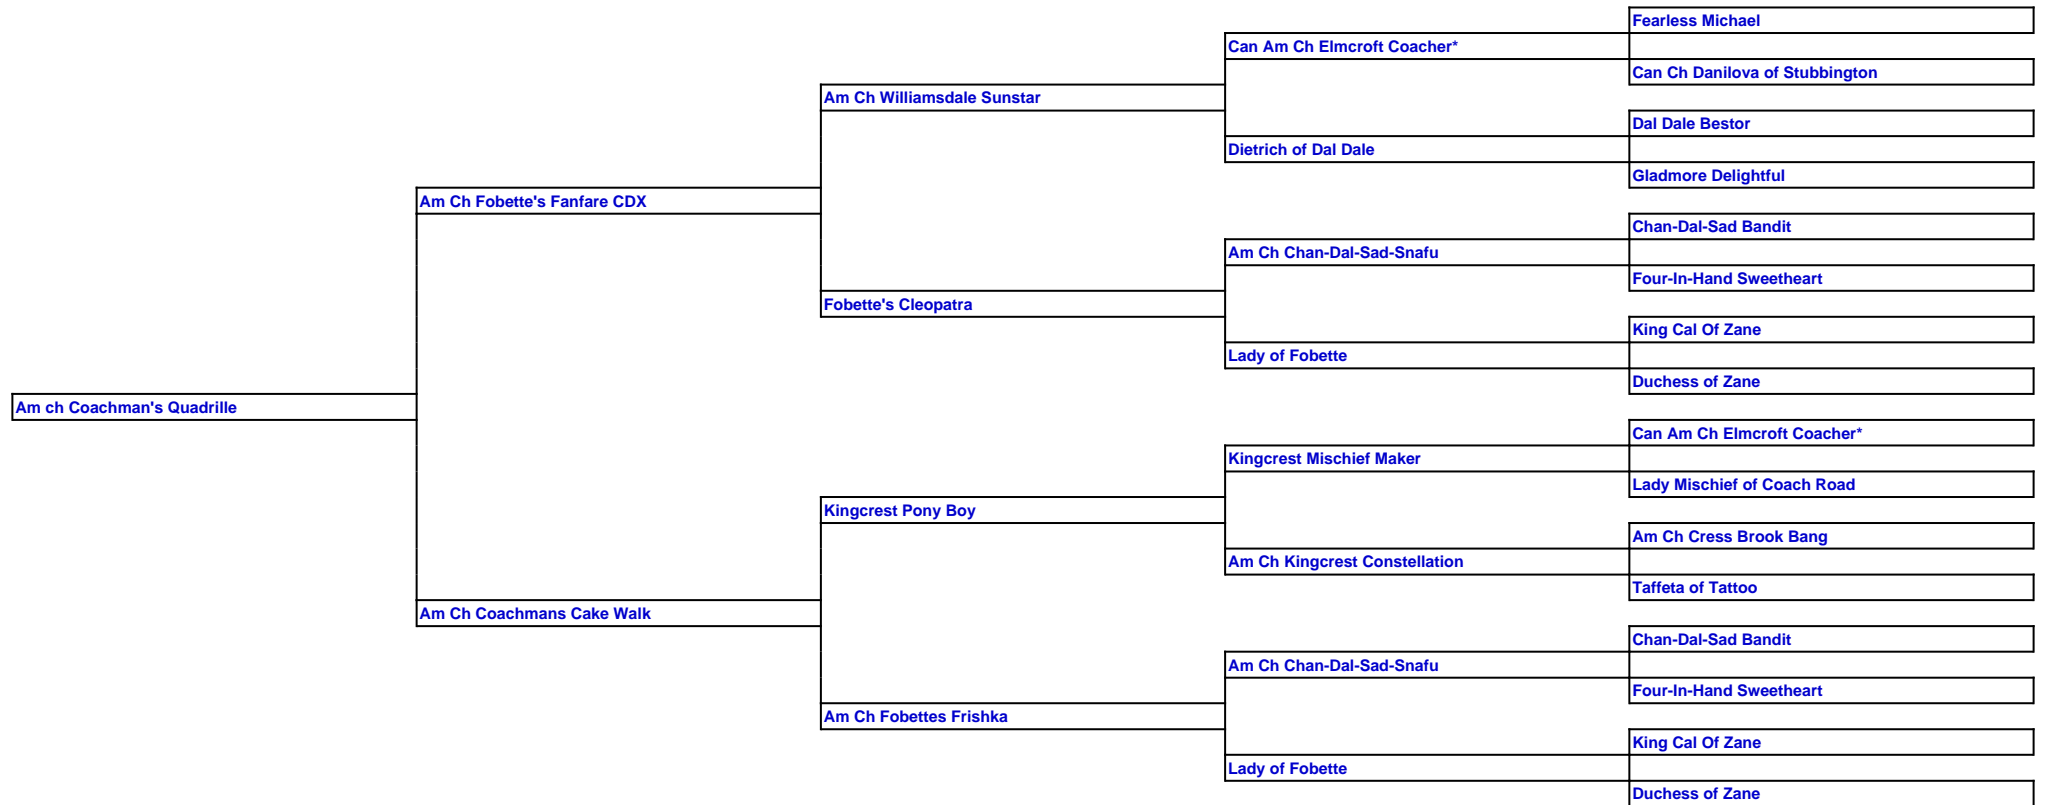 Fearless Michael
Can Am Ch Elmcroft Coacher*
Can Ch Danilova of Stubbington
Am Ch Williamsdale Sunstar
Dal Dale Bestor
Dietrich of Dal Dale
Gladmore Delightful
Am Ch Fobette's Fanfare CDX
Chan-Dal-Sad Bandit
Am Ch Chan-Dal-Sad-Snafu
Four-In-Hand Sweetheart
Fobette's Cleopatra
King Cal Of Zane
Lady of Fobette
Duchess of Zane
Am ch Coachman's Quadrille
Can Am Ch Elmcroft Coacher*
Kingcrest Mischief Maker
Lady Mischief of Coach Road
Kingcrest Pony Boy
Am Ch Cress Brook Bang
Am Ch Kingcrest Constellation
Taffeta of Tattoo
Am Ch Coachmans Cake Walk
Chan-Dal-Sad Bandit
Am Ch Chan-Dal-Sad-Snafu
Four-In-Hand Sweetheart
Am Ch Fobettes Frishka
King Cal Of Zane
Lady of Fobette
Duchess of Zane